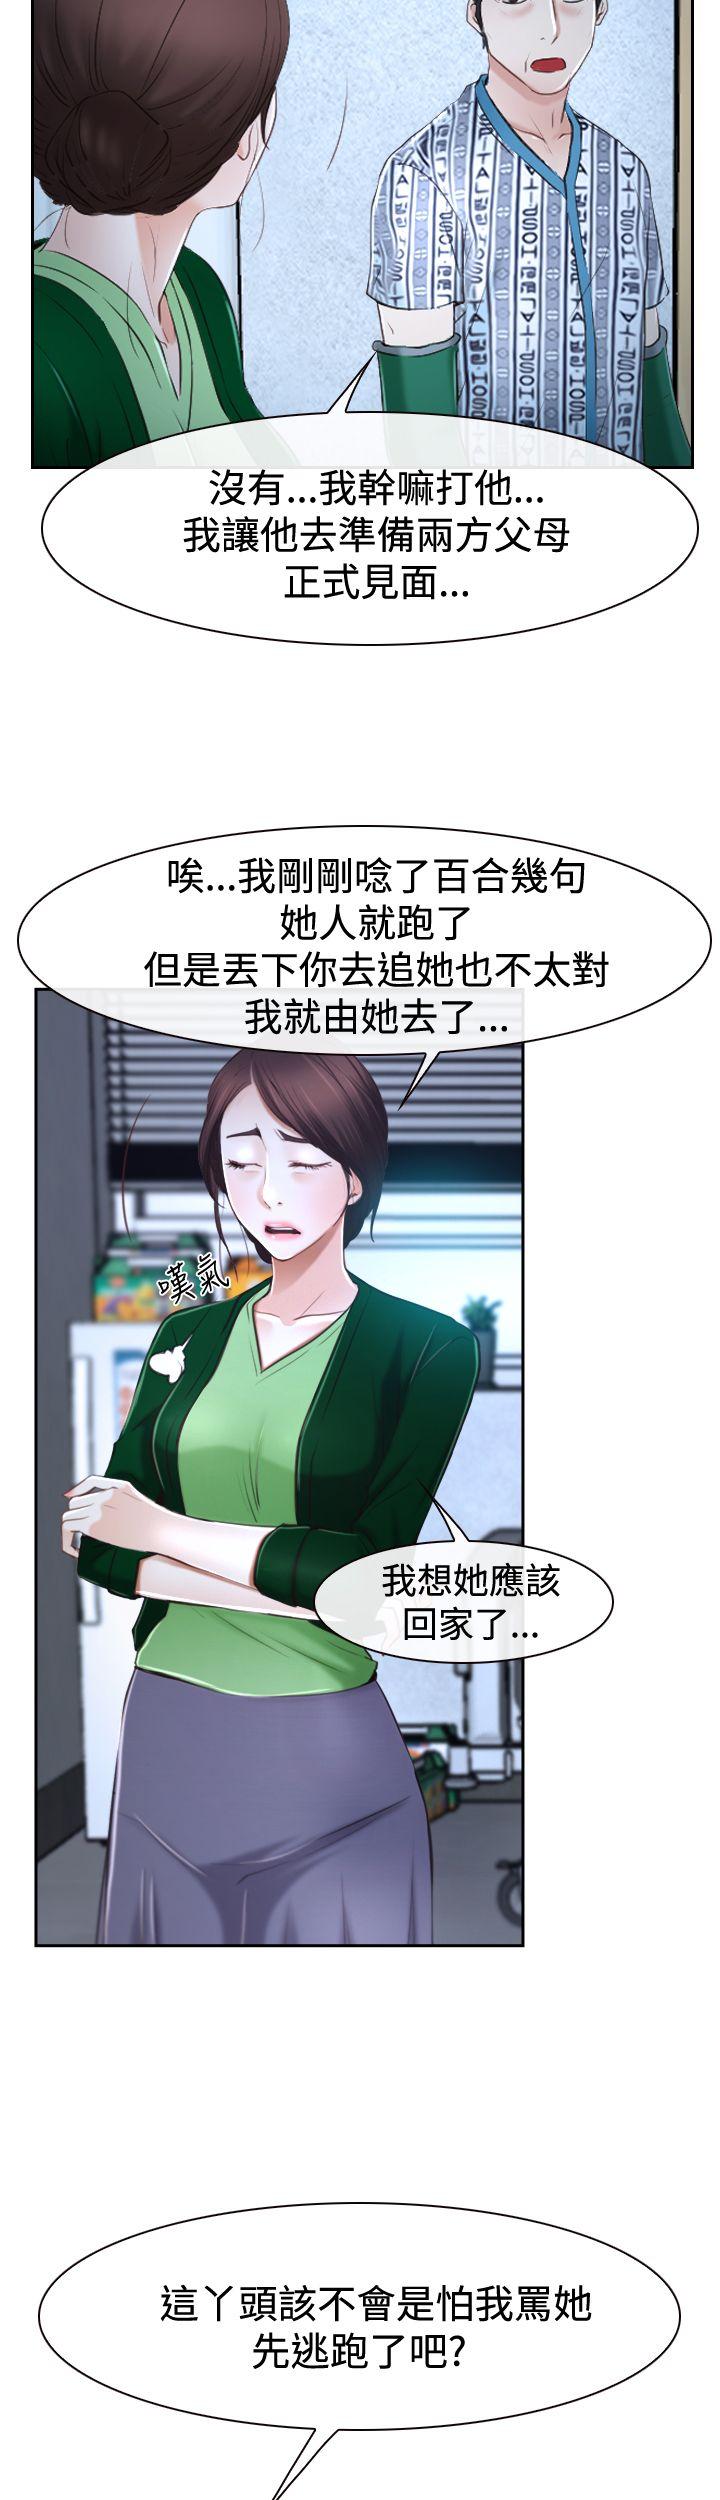 沒有...我幹嘛打他...
我讓他去準備兩方父母
正式見面...
唉...我剛剛唸了百合幾句
她人就跑了
但是丟下你去追她也不太對
我就由她去了...
嘆氣
我想她應該
回家了...
這丫頭該不會是怕我罵她
先逃跑了吧?